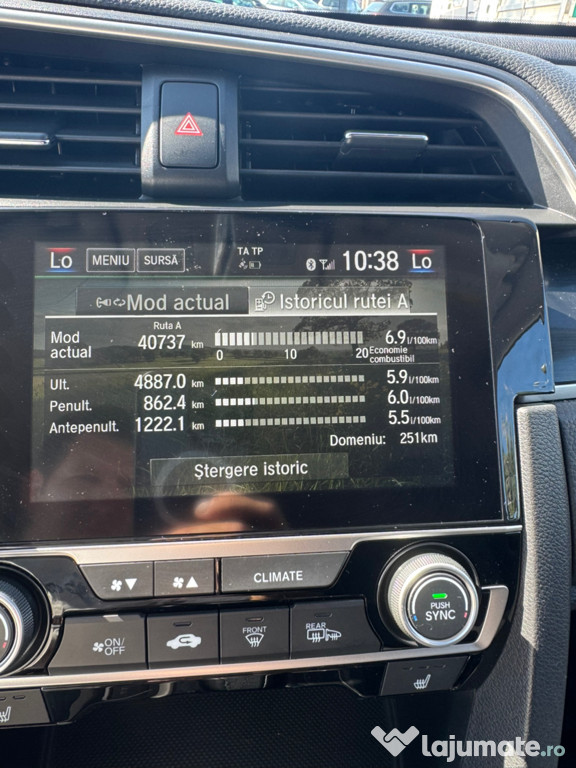 Lo MENIU SURSĂ TA TP 10:38 Lo
Mod actual Istoricul rutei A
Ruta A
Mod actual 40737 km 6.9 l/100km
0 10 20 Economie combustibil
Ult. 4887.0 km 5.9 l/100km
Penult. 862.4 km 6.0 l/100km
Antepenult. 1222.1 km 5.5 l/100km
Domeniu: 251km
Ştergere istoric
CLIMATE
PUSH
SYNC
ON/
OFF
FRONT
REAR
lajumate.ro